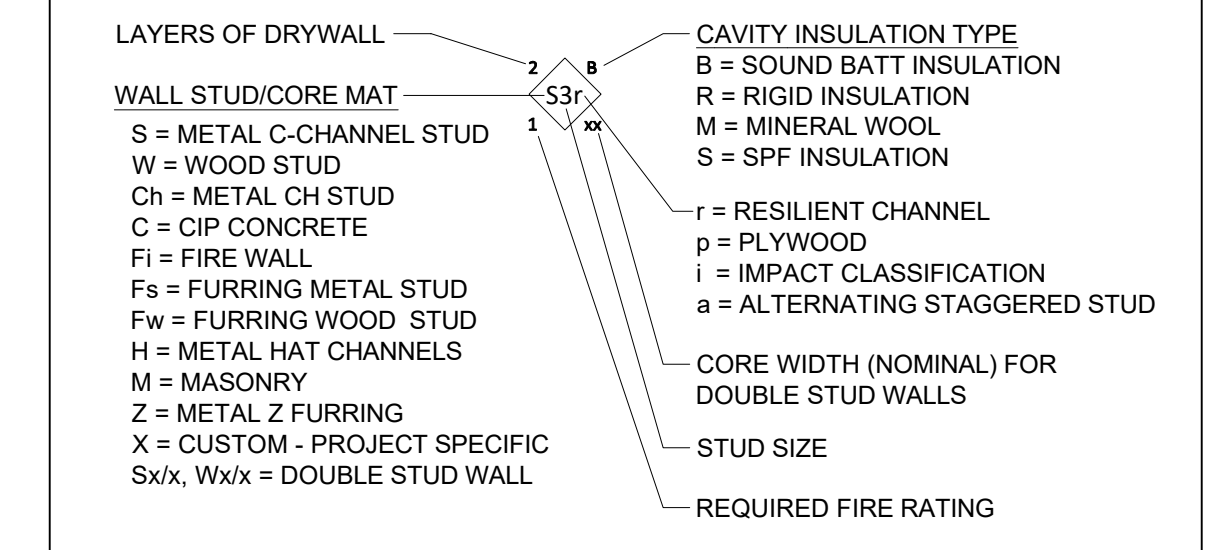 LAYERS OF DRYWALL
WALL STUD/CORE MAT
S = METAL C-CHANNEL STUD
W = WOOD STUD
Ch = METAL CH STUD
C = CIP CONCRETE
Fi = FIRE WALL
Fs = FURRING METAL STUD
Fw = FURRING WOOD STUD
H = METAL HAT CHANNELS
M = MASONRY
Z = METAL Z FURRING
X = CUSTOM - PROJECT SPECIFIC
Sx/x, Wx/x = DOUBLE STUD WALL
2 B
S3r
1 xx
CAVITY INSULATION TYPE
B = SOUND BATT INSULATION
R = RIGID INSULATION
M = MINERAL WOOL
S = SPF INSULATION
r = RESILIENT CHANNEL
p = PLYWOOD
i = IMPACT CLASSIFICATION
a = ALTERNATING STAGGERED STUD
CORE WIDTH (NOMINAL) FOR
DOUBLE STUD WALLS
STUD SIZE
REQUIRED FIRE RATING